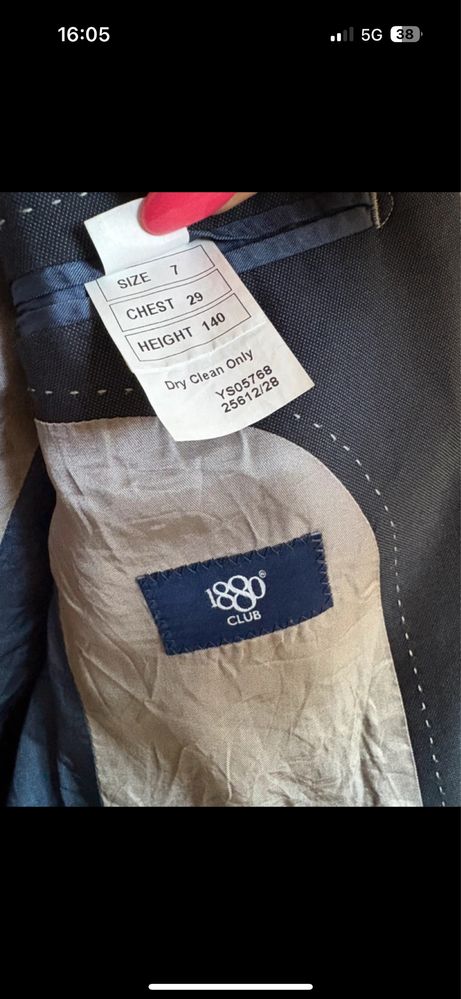 16:05
5G 38
SIZE 7
CHEST 29
HEIGHT 140
Dry Clean Only
YS05768
25612/28
1880®
CLUB